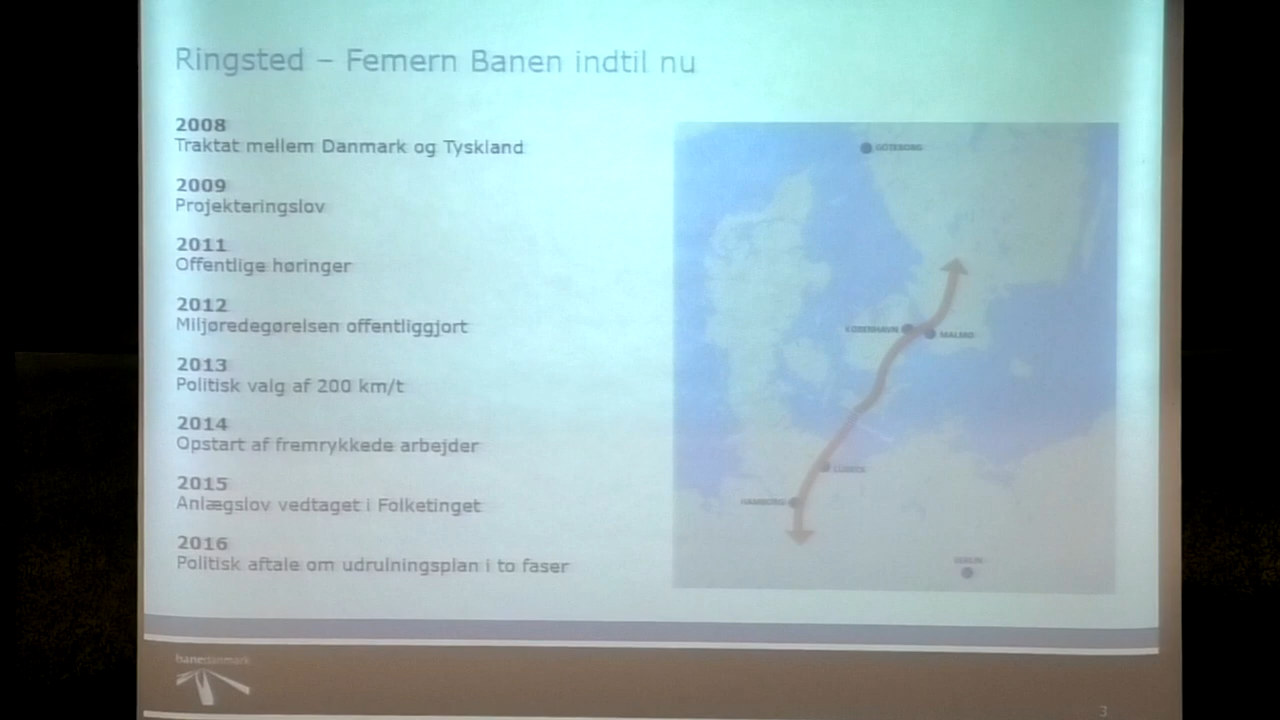 Ringsted – Femern Banen indtil nu
2008
Traktat mellem Danmark og Tyskland
2009
Projekteringslov
2011
Offentlige høringer
2012
Miljøredegørelsen offentliggjort
2013
Politisk valg af 200 km/t
2014
Opstart af fremrykkede arbejder
2015
Anlægslov vedtaget i Folketinget
2016
Politisk aftale om udrulningsplan i to faser
GÖTEBORG
KØBENHAVN
MALMÖ
LÜBECK
HAMBORG
BERLIN
banedanmark
3